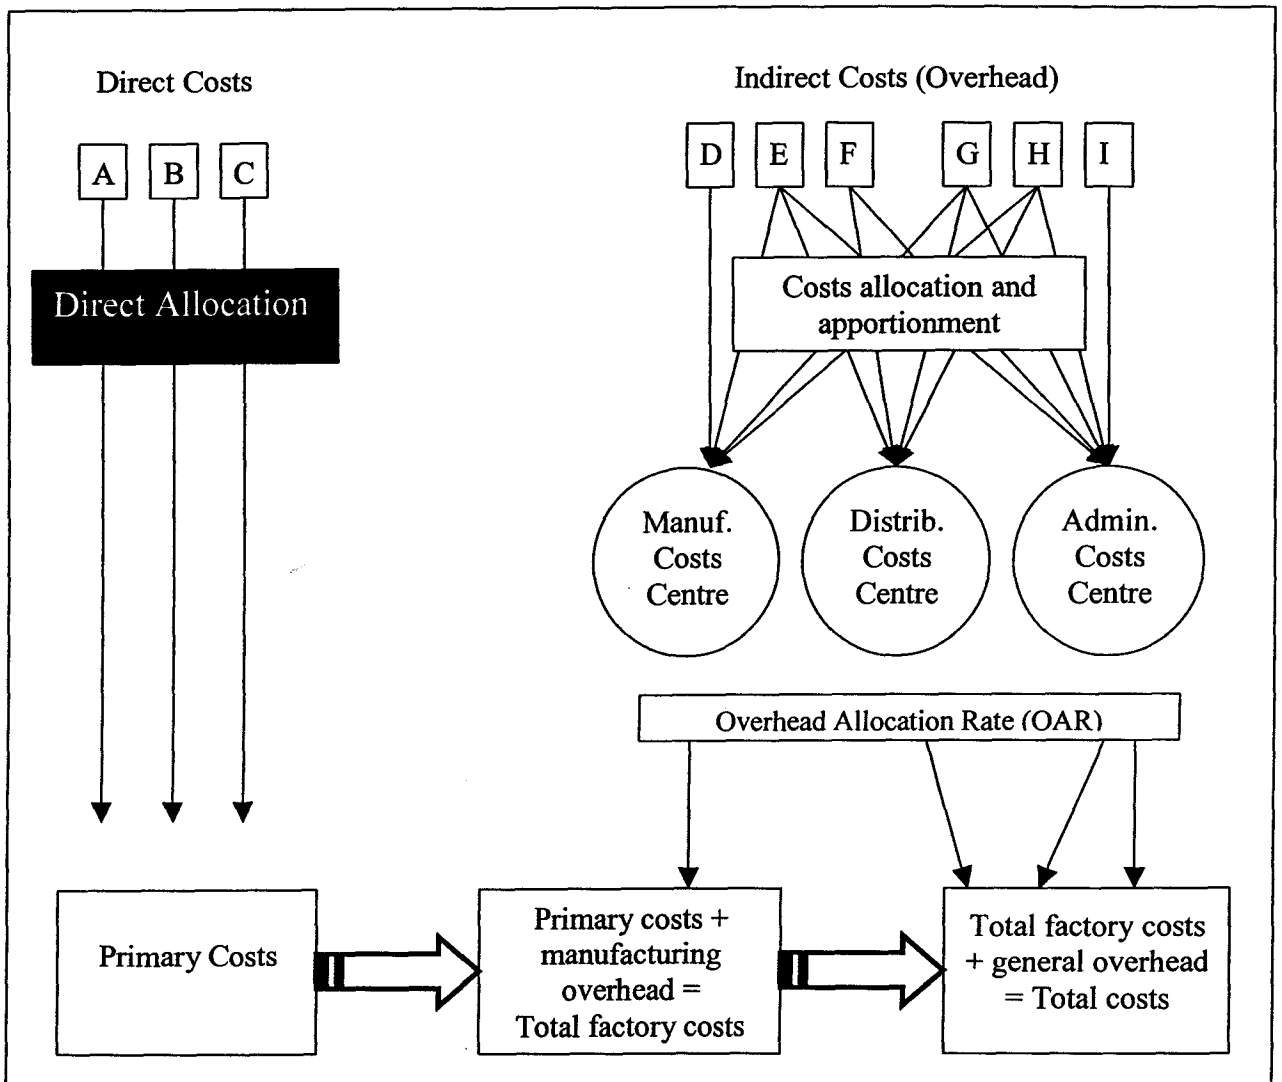 Direct Costs
Indirect Costs (Overhead)
A B C
D E F G H I
Direct Allocation
Costs allocation and
apportionment
Manuf.
Costs
Centre
Distrib.
Costs
Centre
Admin.
Costs
Centre
Overhead Allocation Rate (OAR)
Primary Costs
Primary costs +
manufacturing
overhead =
Total factory costs
Total factory costs
+ general overhead
= Total costs